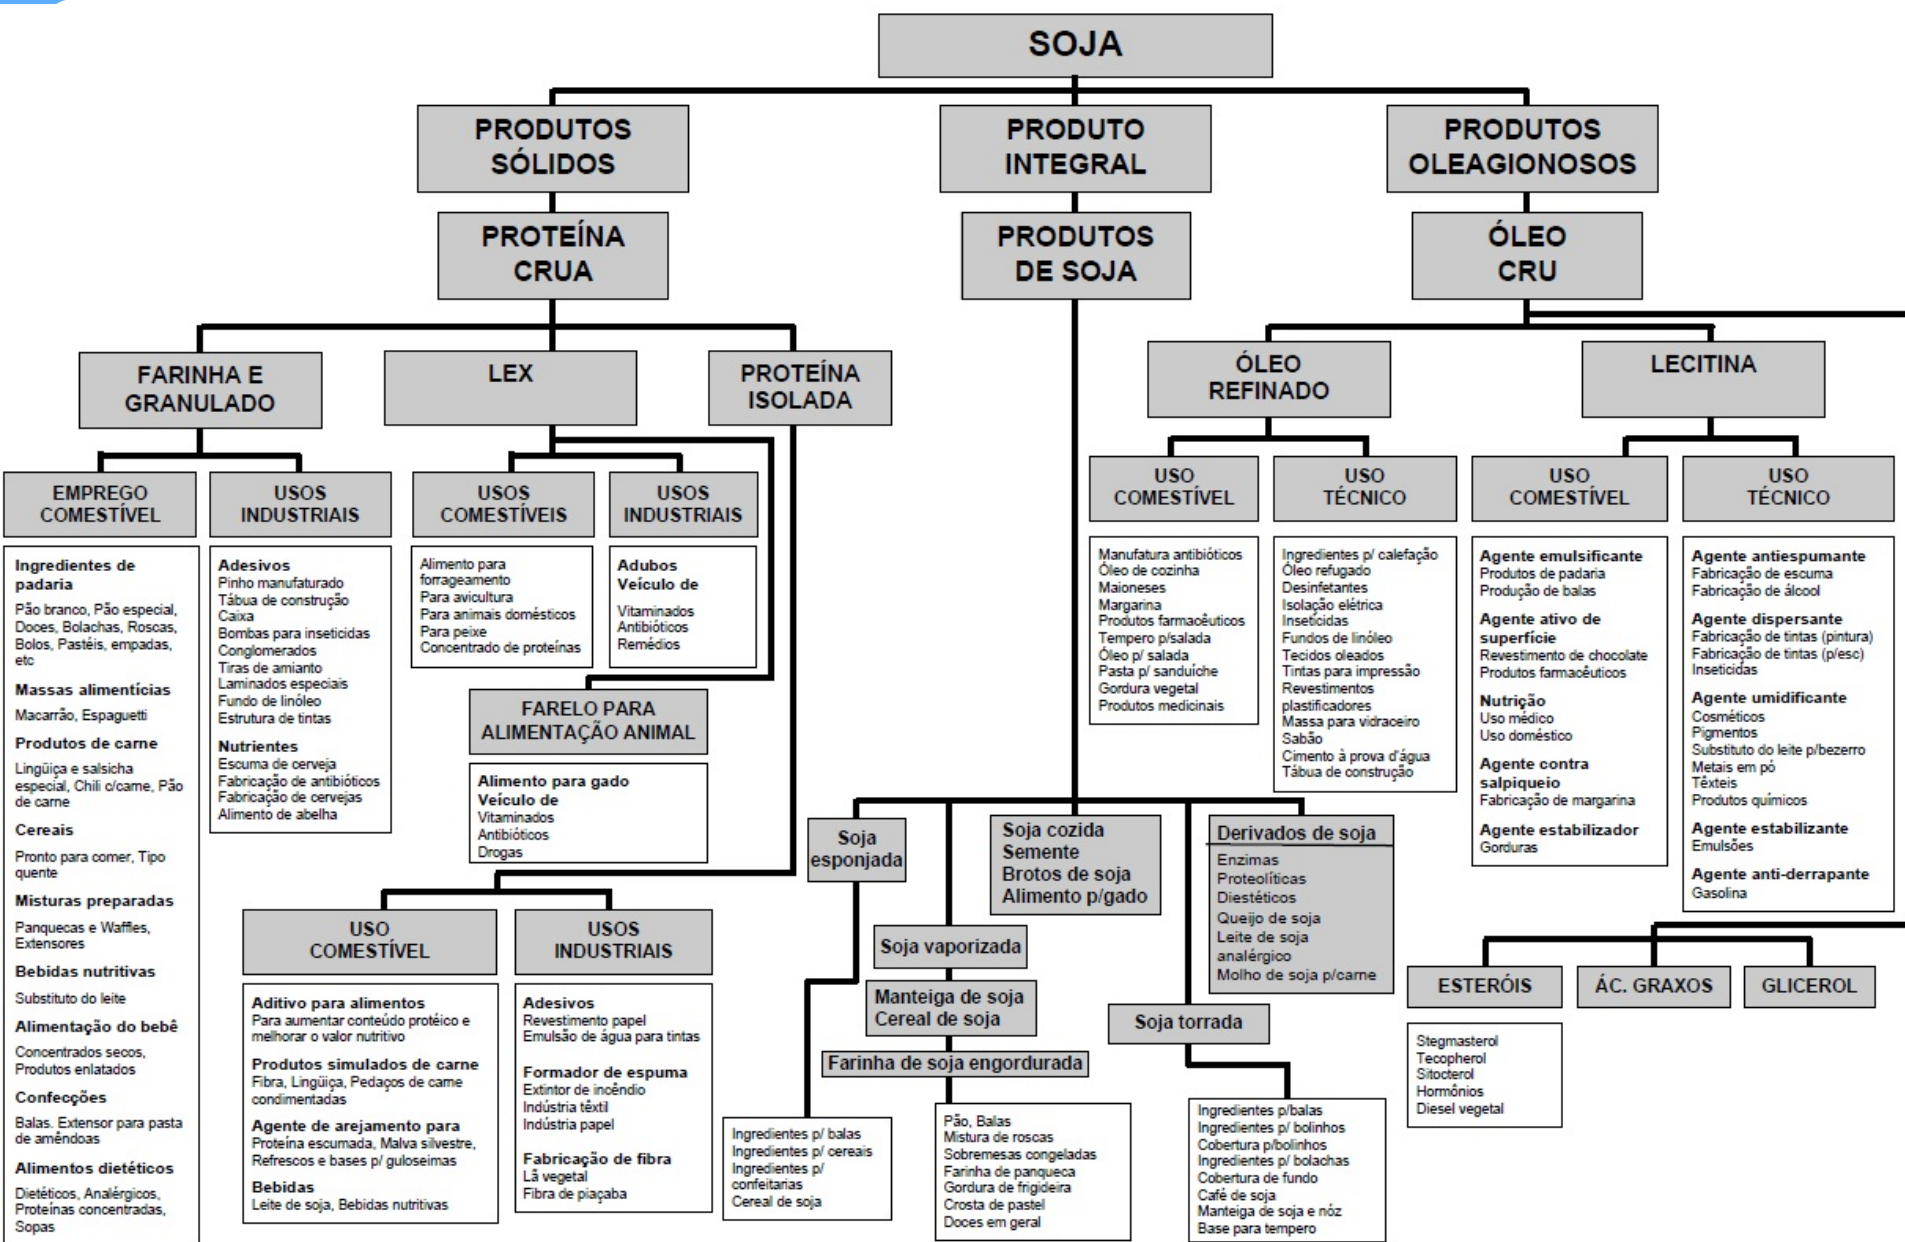 SOJA
PRODUTOS
SÓLIDOS
PRODUTO
INTEGRAL
PRODUTOS
OLEAGIONOSOS
PROTEÍNA
CRUA
PRODUTOS
DE SOJA
ÓLEO
CRU
FARINHA E
GRANULADO
LEX
PROTEÍNA
ISOLADA
ÓLEO
REFINADO
LECITINA
EMPREGO
COMESTÍVEL
USOS
INDUSTRIAIS
USOS
COMESTÍVEIS
USOS
INDUSTRIAIS
USO
COMESTÍVEL
USO
TÉCNICO
USO
COMESTÍVEL
USO
TÉCNICO
Ingredientes de
padaria
Pão branco, Pão especial,
Doces, Bolachas, Roscas,
Bolos, Pastéis, empadas,
etc
Massas alimentícias
Macarrão, Espaguetti
Produtos de carne
Lingüiça e salsicha
especial, Chili c/carne, Pão
de carne
Cereais
Pronto para comer, Tipo
quente
Misturas preparadas
Panquecas e Waffles,
Extensores
Bebidas nutritivas
Substituto do leite
Alimentação do bebê
Concentrados secos,
Produtos enlatados
Confecções
Balas. Extensor para pasta
de amêndoas
Alimentos dietéticos
Dietéticos, Analérgicos,
Proteínas concentradas,
Sopas
Adesivos
Pinho manufaturado
Tábua de construção
Caixa
Bombas para inseticidas
Conglomerados
Tiras de amianto
Laminados especiais
Fundo de linóleo
Estrutura de tintas
Nutrientes
Escuma de cerveja
Fabricação de antibióticos
Fabricação de cervejas
Alimento de abelha
Alimento para
forrageamento
Para avicultura
Para animais domésticos
Para peixe
Concentrado de proteínas
Adubos
Veículo de
Vitaminados
Antibióticos
Remédios
FARELO PARA
ALIMENTAÇÃO ANIMAL
Alimento para gado
Veículo de
Vitaminados
Antibióticos
Drogas
USO
COMESTÍVEL
USOS
INDUSTRIAIS
Aditivo para alimentos
Para aumentar conteúdo protéico e
melhorar o valor nutritivo
Produtos simulados de carne
Fibra, Lingüiça, Pedaços de carne
condimentadas
Agente de arejamento para
Proteína escumada, Malva silvestre,
Refrescos e bases p/ guloseimas
Bebidas
Leite de soja, Bebidas nutritivas
Adesivos
Revestimento papel
Emulsão de água para tintas
Formador de espuma
Extintor de incêndio
Indústria têxtil
Indústria papel
Fabricação de fibra
Lã vegetal
Fibra de piaçaba
Soja
esponjada
Ingredientes p/ balas
Ingredientes p/ cereais
Ingredientes p/
confeitarias
Cereal de soja
Soja vaporizada
Manteiga de soja
Cereal de soja
Farinha de soja engordurada
Pão, Balas
Mistura de roscas
Sobremesas congeladas
Farinha de panqueca
Gordura de frigideira
Crosta de pastel
Doces em geral
Soja cozida
Semente
Brotos de soja
Alimento p/gado
Soja torrada
Ingredientes p/balas
Ingredientes p/ bolinhos
Cobertura p/bolinhos
Ingredientes p/ bolachas
Cobertura de fundo
Café de soja
Manteiga de soja e nóz
Base para tempero
Derivados de soja
Enzimas
Proteolíticas
Diestéticos
Queijo de soja
Leite de soja
analérgico
Molho de soja p/carne
Manufatura antibióticos
Óleo de cozinha
Maioneses
Margarina
Produtos farmacêuticos
Tempero p/salada
Óleo p/ salada
Pasta p/ sanduíche
Gordura vegetal
Produtos medicinais
Ingredientes p/ calefação
Óleo refugado
Desinfetantes
Isolação elétrica
Inseticidas
Fundos de linóleo
Tecidos oleados
Tintas para impressão
Revestimentos
plastificadores
Massa para vidraceiro
Sabão
Cimento à prova d'água
Tábua de construção
Agente emulsificante
Produtos de padaria
Produção de balas
Agente ativo de
superfície
Revestimento de chocolate
Produtos farmacêuticos
Nutrição
Uso médico
Uso doméstico
Agente contra
salpiqueio
Fabricação de margarina
Agente estabilizador
Gorduras
Agente antiespumante
Fabricação de escuma
Fabricação de álcool
Agente dispersante
Fabricação de tintas (pintura)
Fabricação de tintas (p/esc)
Inseticidas
Agente umidificante
Cosméticos
Pigmentos
Substituto do leite p/bezerro
Metais em pó
Têxteis
Produtos químicos
Agente estabilizante
Emulsões
Agente anti-derrapante
Gasolina
ESTERÓIS
ÁC. GRAXOS
GLICEROL
Stegmasterol
Tecopherol
Sitocterol
Hormônios
Diesel vegetal